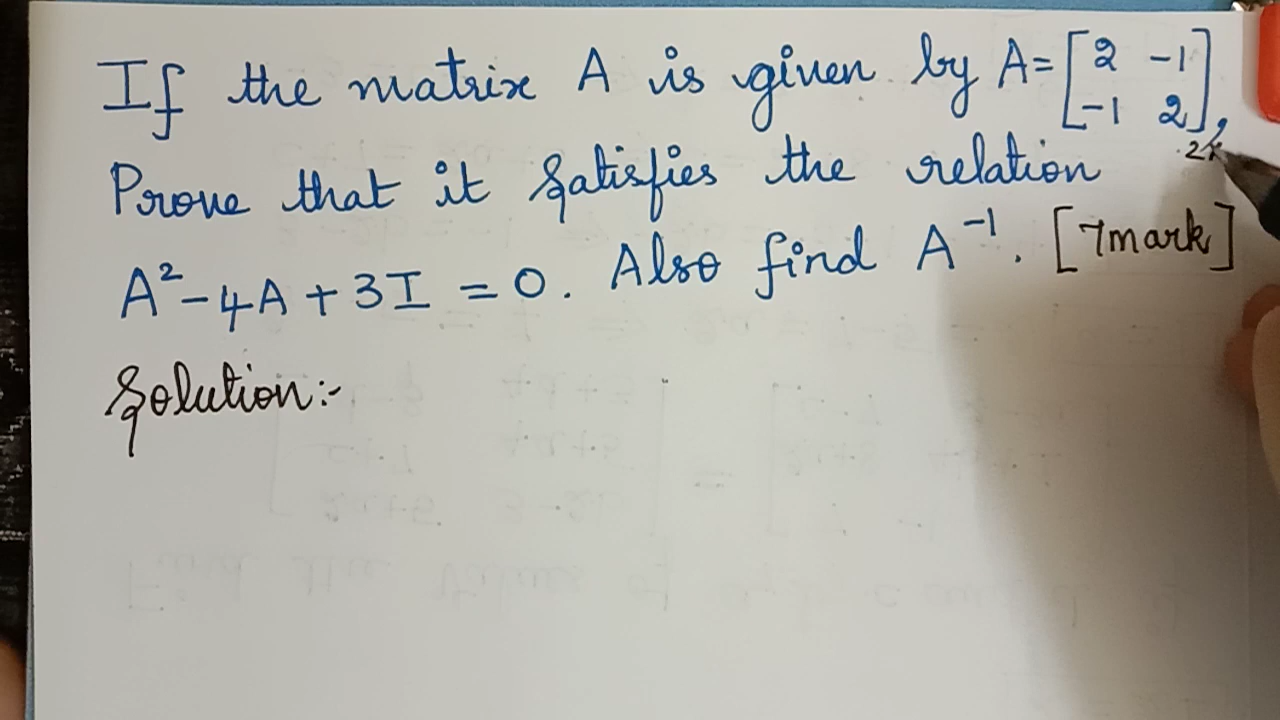 If the matrix A is given by A = [2 -1
-1 2],
Prove that it satisfies the relation
A² - 4A + 3I = 0. Also find A⁻¹. [7mark]
Solution:-